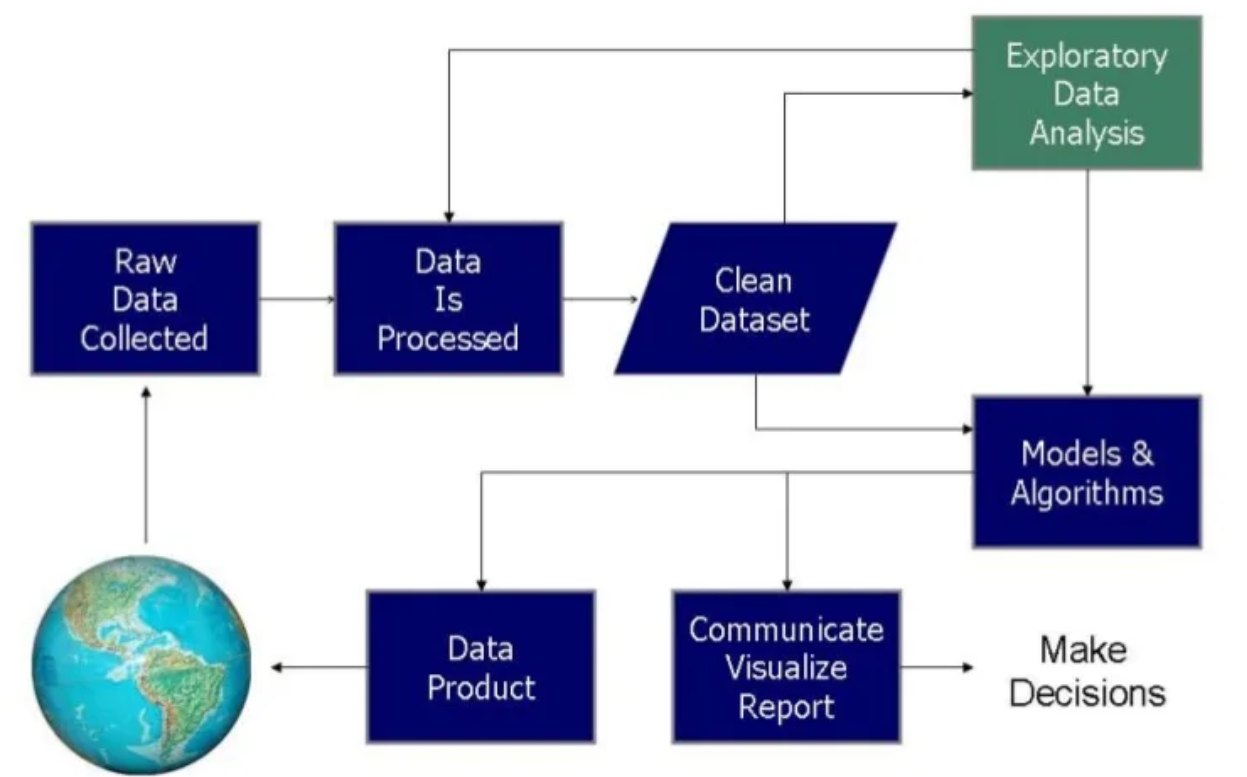 Exploratory
Data
Analysis
Raw
Data
Collected
Data
Is
Processed
Clean
Dataset
Models &
Algorithms
Data
Product
Communicate
Visualize
Report
Make
Decisions